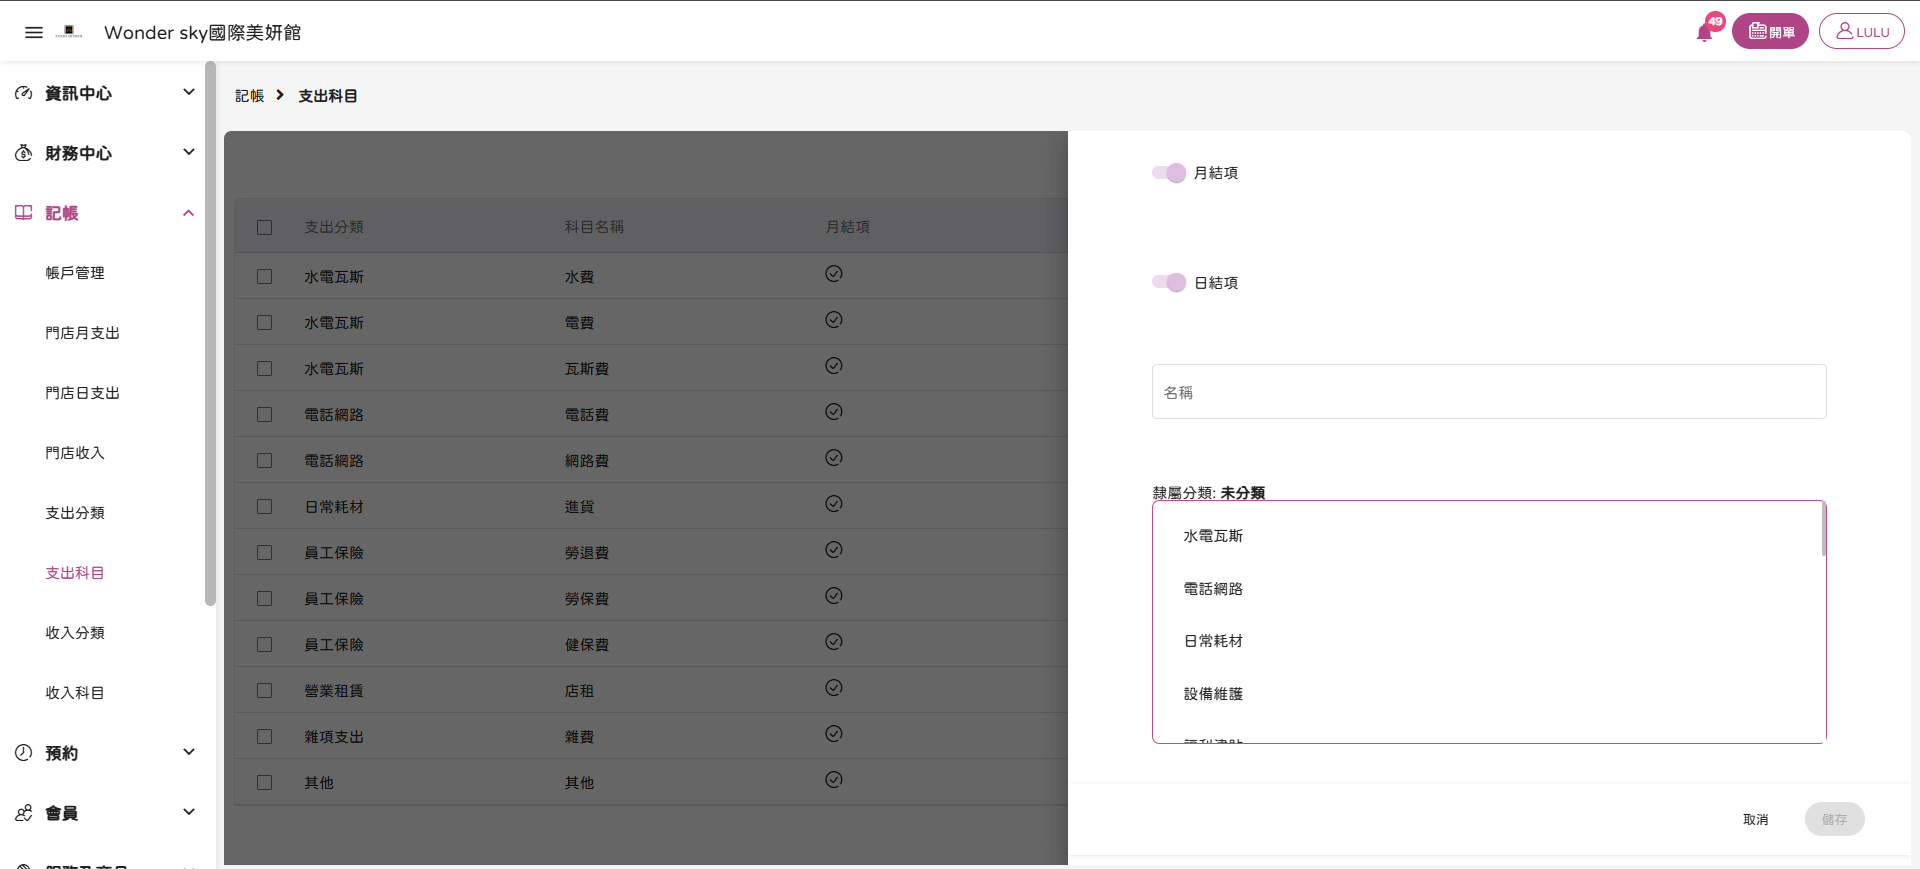 Wonder sky國際美妍館
49
開單
LULU
資訊中心
財務中心
記帳
帳戶管理
門店月支出
門店日支出
門店收入
支出分類
支出科目
收入分類
收入科目
預約
會員
服務及商品
記帳 > 支出科目
支出分類 科目名稱 月結項
水電瓦斯 水費
水電瓦斯 電費
水電瓦斯 瓦斯費
電話網路 電話費
電話網路 網路費
日常耗材 進貨
員工保險 勞退費
員工保險 勞保費
員工保險 健保費
營業租賃 店租
雜項支出 雜費
其他 其他
月結項
日結項
名稱
隸屬分類: 未分類
水電瓦斯
電話網路
日常耗材
設備維護
取消
儲存